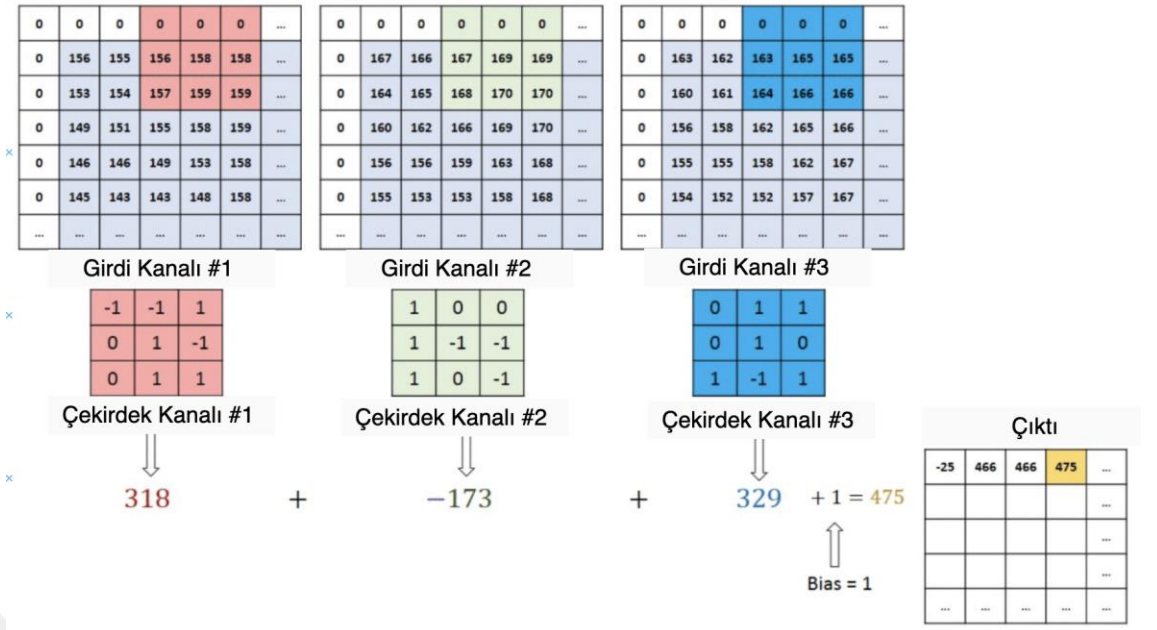 0 0 0 0 0 0 ... 0 0 0 0 0 0 ... 0 0 0 0 0 0 ...
0 156 155 156 158 158 ... 0 167 166 167 169 169 ... 0 163 162 163 165 165 ...
0 153 154 157 159 159 ... 0 164 165 168 170 170 ... 0 160 161 164 166 166 ...
0 149 151 155 158 159 ... 0 160 162 166 169 170 ... 0 156 158 162 165 166 ...
0 146 146 149 153 158 ... 0 156 156 159 163 168 ... 0 155 155 158 162 167 ...
0 145 143 143 148 158 ... 0 155 153 153 158 168 ... 0 154 152 152 157 167 ...
... ... ... ... ... ... ... ... ... ... ... ... ... ... ... ... ... ... ... ... ...
Girdi Kanalı #1 Girdi Kanalı #2 Girdi Kanalı #3
-1 -1 1 1 0 0 0 1 1
0 1 -1 1 -1 -1 0 1 0
0 1 1 1 0 -1 1 -1 1
Çekirdek Kanalı #1 Çekirdek Kanalı #2 Çekirdek Kanalı #3
318 + −173 + 329 + 1 = 475
Bias = 1
Çıktı
-25 466 466 475 ...
...
...
...
... ... ... ... ...